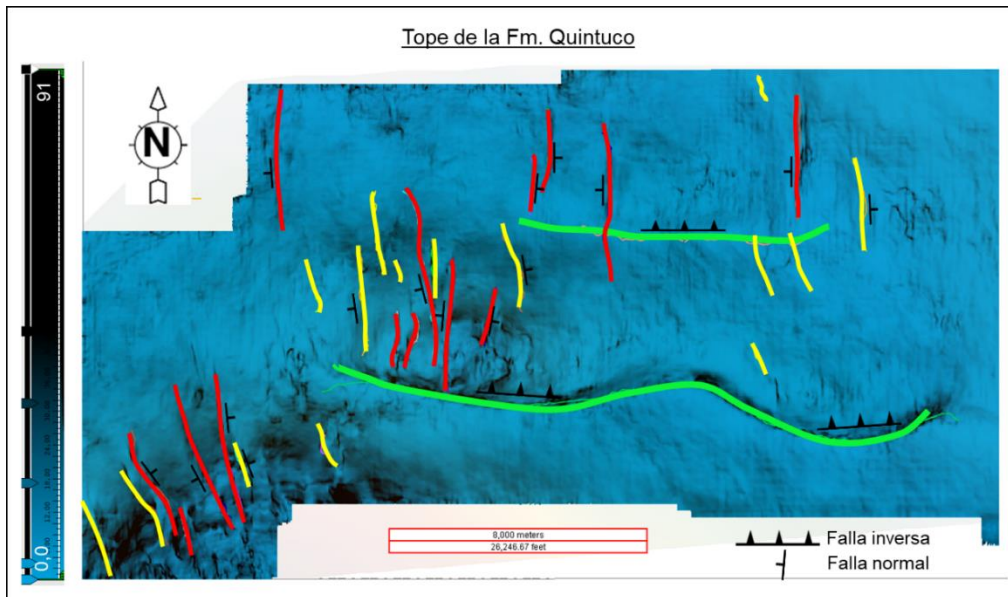 Tope de la Fm. Quintuco
91
N
0,0
8,000 meters
26,246.67 feet
Falla inversa
Falla normal